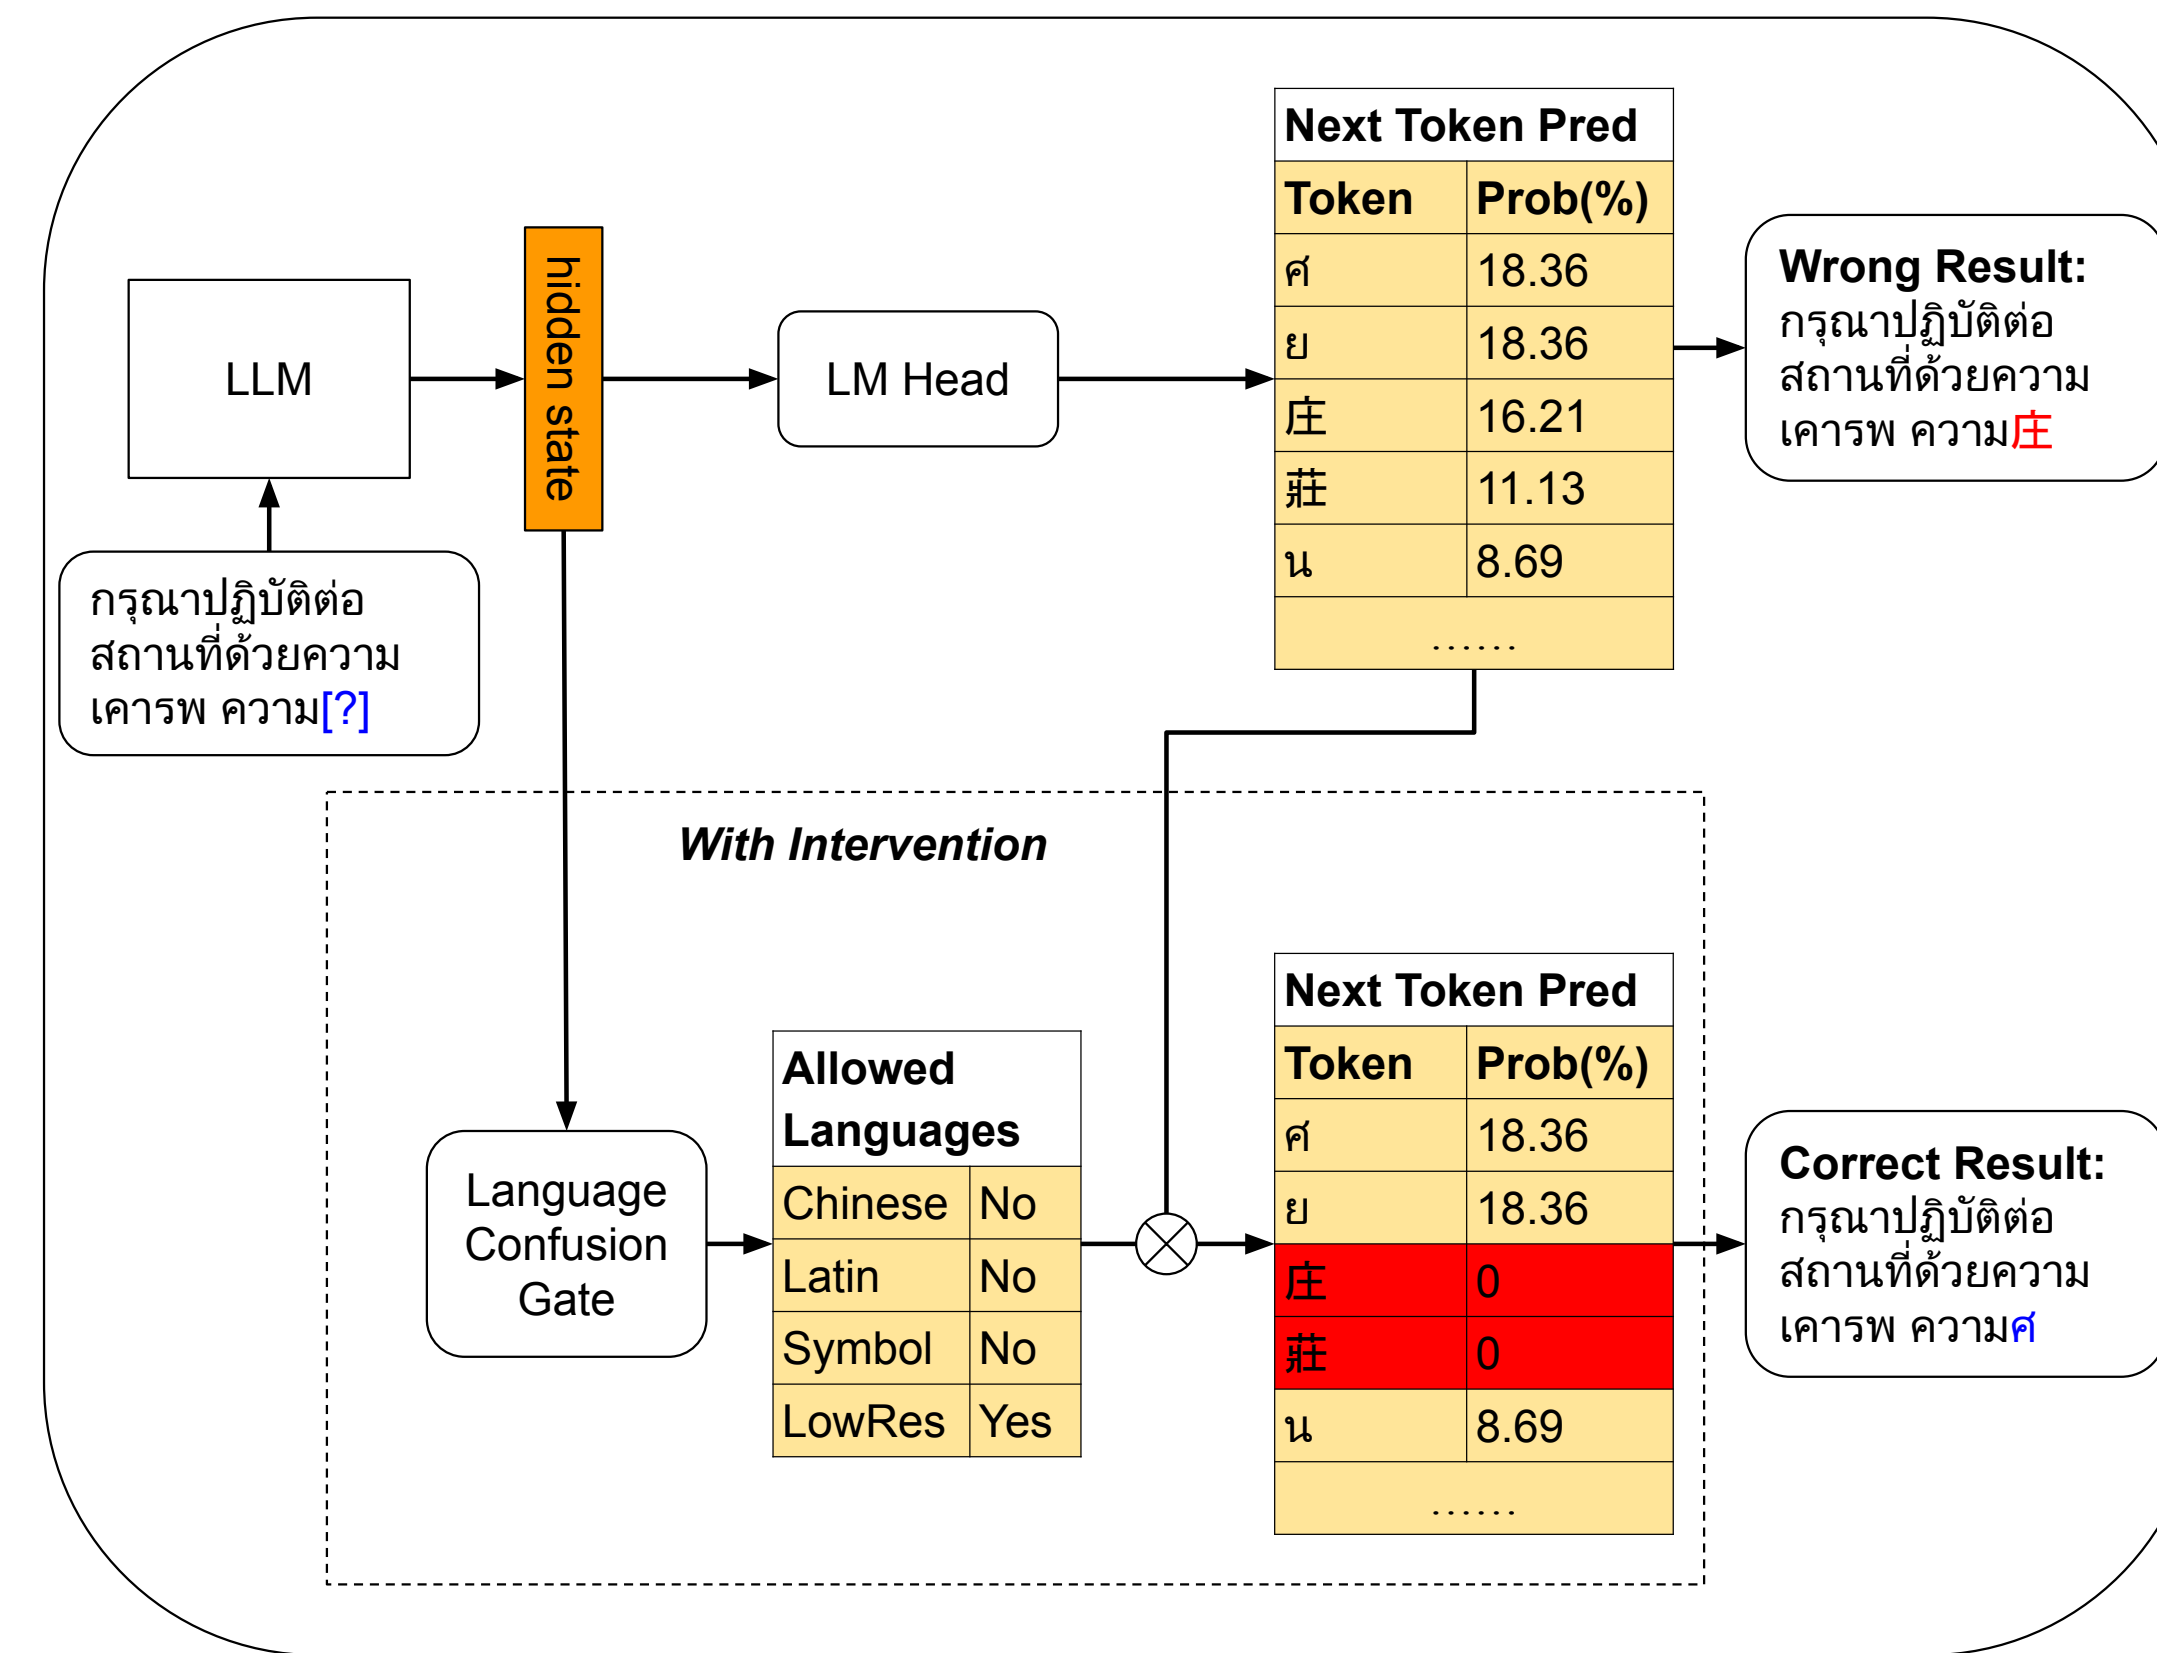 Next Token Pred
Token Prob(%)
ศ 18.36
ย 18.36
庄 16.21
莊 11.13
น 8.69
......
Wrong Result:
กรุณาปฏิบัติต่อ
สถานที่ด้วยความ
เคารพ ความ庄
LLM
hidden state
LM Head
กรุณาปฏิบัติต่อ
สถานที่ด้วยความ
เคารพ ความ[?]
With Intervention
Language
Confusion
Gate
Allowed
Languages
Chinese No
Latin No
Symbol No
LowRes Yes
Next Token Pred
Token Prob(%)
ศ 18.36
ย 18.36
庄 0
莊 0
น 8.69
......
Correct Result:
กรุณาปฏิบัติต่อ
สถานที่ด้วยความ
เคารพ ความศ